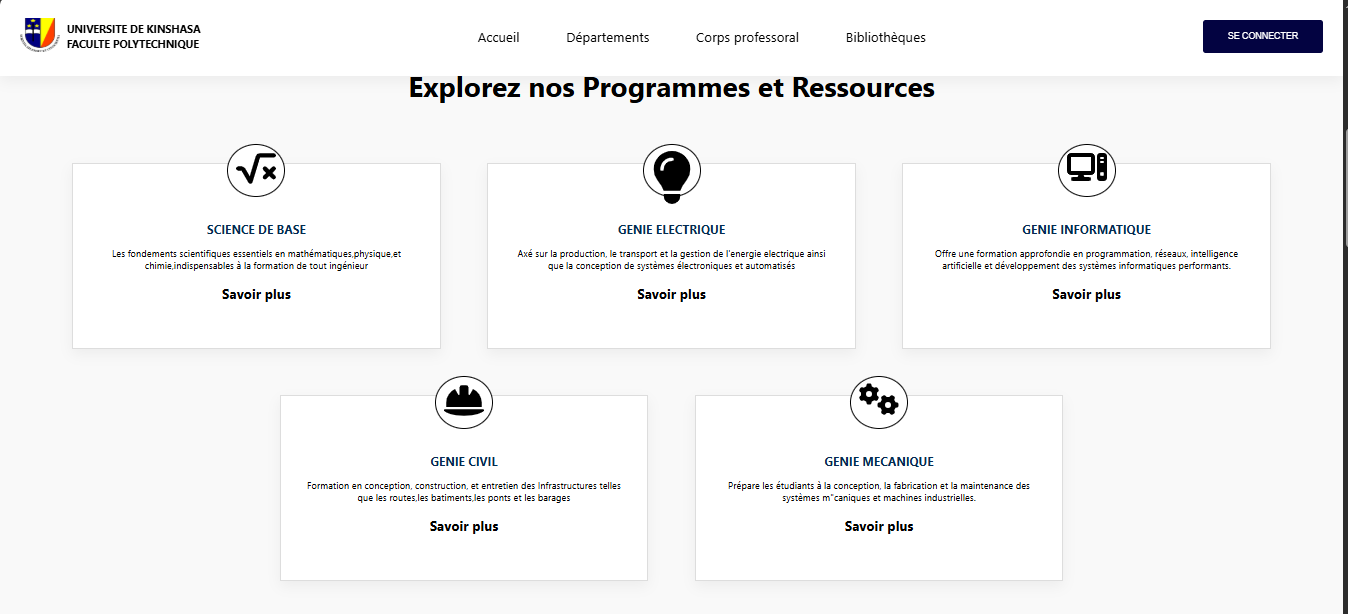 UNIVERSITE DE KINSHASA
FACULTE POLYTECHNIQUE
Accueil
Départements
Corps professoral
Bibliothèques
SE CONNECTER
Explorez nos Programmes et Ressources
SCIENCE DE BASE
Les fondements scientifiques essentiels en mathématiques,physique,et
chimie,indispensables à la formation de tout ingénieur
Savoir plus
GENIE ELECTRIQUE
Axé sur la production, le transport et la gestion de l'energie electrique ainsi
que la conception de systèmes électroniques et automatisés
Savoir plus
GENIE INFORMATIQUE
Offre une formation approfondie en programmation, réseaux, intelligence
artificielle et développement des systèmes informatiques performants.
Savoir plus
GENIE CIVIL
Formation en conception, construction, et entretien des Infrastructures telles
que les routes,les batiments,les ponts et les barages
Savoir plus
GENIE MECANIQUE
Prépare les étudiants à la conception, la fabrication et la maintenance des
systèmes m"caniques et machines industrielles.
Savoir plus